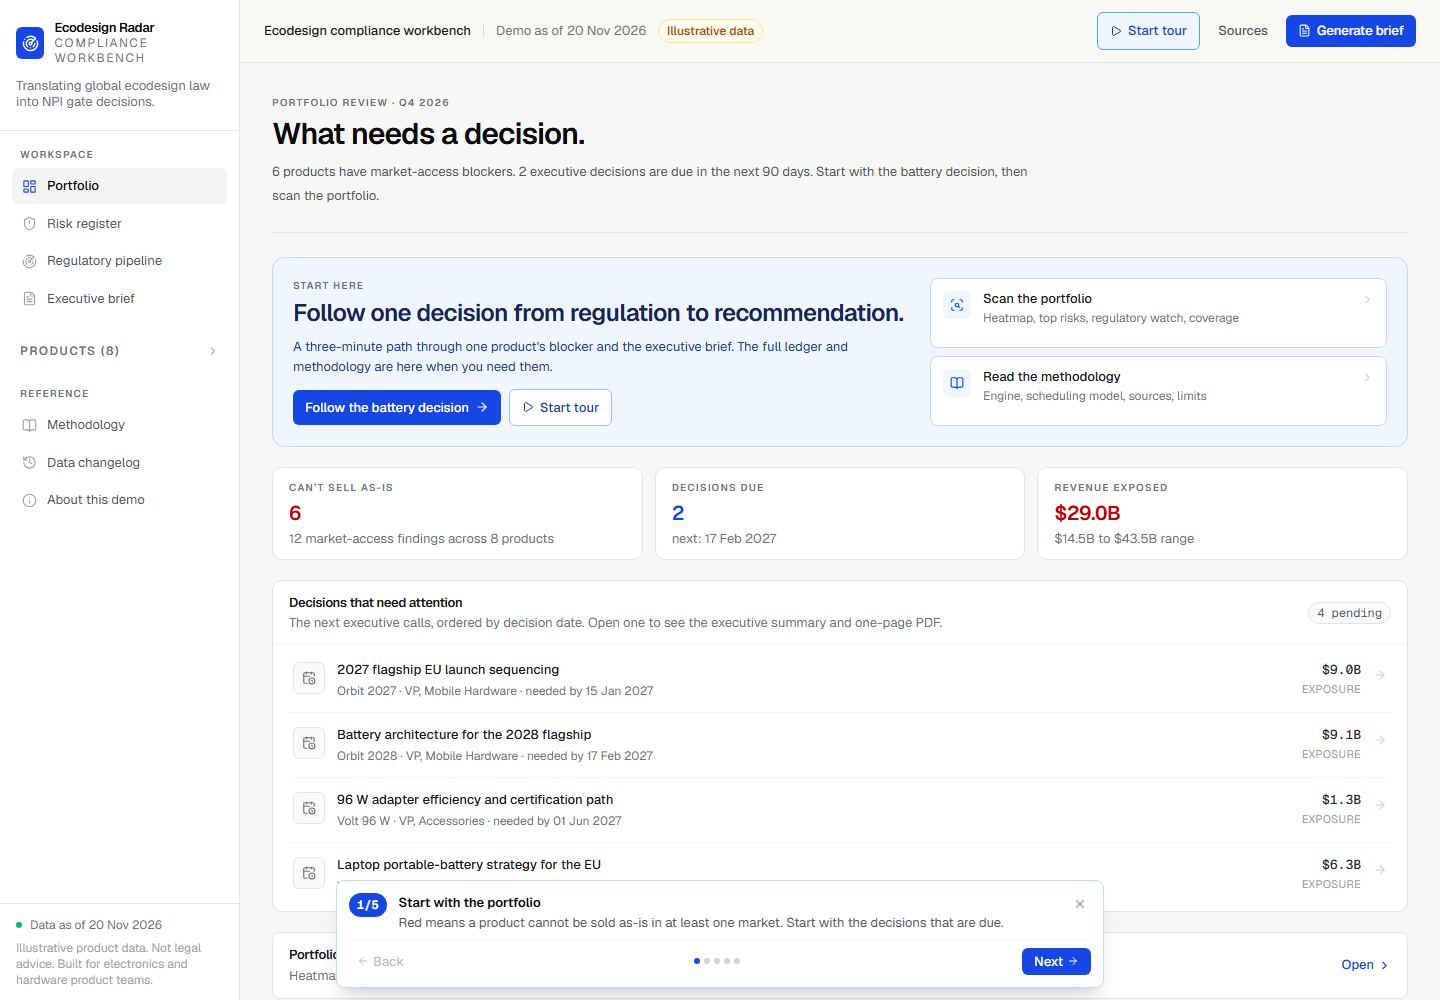 Ecodesign Radar
COMPLIANCE
WORKBENCH
Translating global ecodesign law
into NPI gate decisions.
WORKSPACE
Portfolio
Risk register
Regulatory pipeline
Executive brief
PRODUCTS (8)
REFERENCE
Methodology
Data changelog
About this demo
Data as of 20 Nov 2026
Illustrative product data. Not legal
advice. Built for electronics and
hardware product teams.
Ecodesign compliance workbench
Demo as of 20 Nov 2026
Illustrative data
Start tour
Sources
Generate brief
PORTFOLIO REVIEW · Q4 2026
What needs a decision.
6 products have market-access blockers. 2 executive decisions are due in the next 90 days. Start with the battery decision, then
scan the portfolio.
START HERE
Follow one decision from regulation to recommendation.
A three-minute path through one product's blocker and the executive brief. The full ledger and
methodology are here when you need them.
Follow the battery decision
Start tour
Scan the portfolio
Heatmap, top risks, regulatory watch, coverage
Read the methodology
Engine, scheduling model, sources, limits
CAN'T SELL AS-IS
6
12 market-access findings across 8 products
DECISIONS DUE
2
next: 17 Feb 2027
REVENUE EXPOSED
$29.0B
$14.5B to $43.5B range
Decisions that need attention
The next executive calls, ordered by decision date. Open one to see the executive summary and one-page PDF.
4 pending
2027 flagship EU launch sequencing
Orbit 2027 · VP, Mobile Hardware · needed by 15 Jan 2027
$9.0B
EXPOSURE
Battery architecture for the 2028 flagship
Orbit 2028 · VP, Mobile Hardware · needed by 17 Feb 2027
$9.1B
EXPOSURE
96 W adapter efficiency and certification path
Volt 96 W · VP, Accessories · needed by 01 Jun 2027
$1.3B
EXPOSURE
Laptop portable-battery strategy for the EU
$6.3B
EXPOSURE
1/5
Start with the portfolio
Red means a product cannot be sold as-is in at least one market. Start with the decisions that are due.
Back
Next
Open